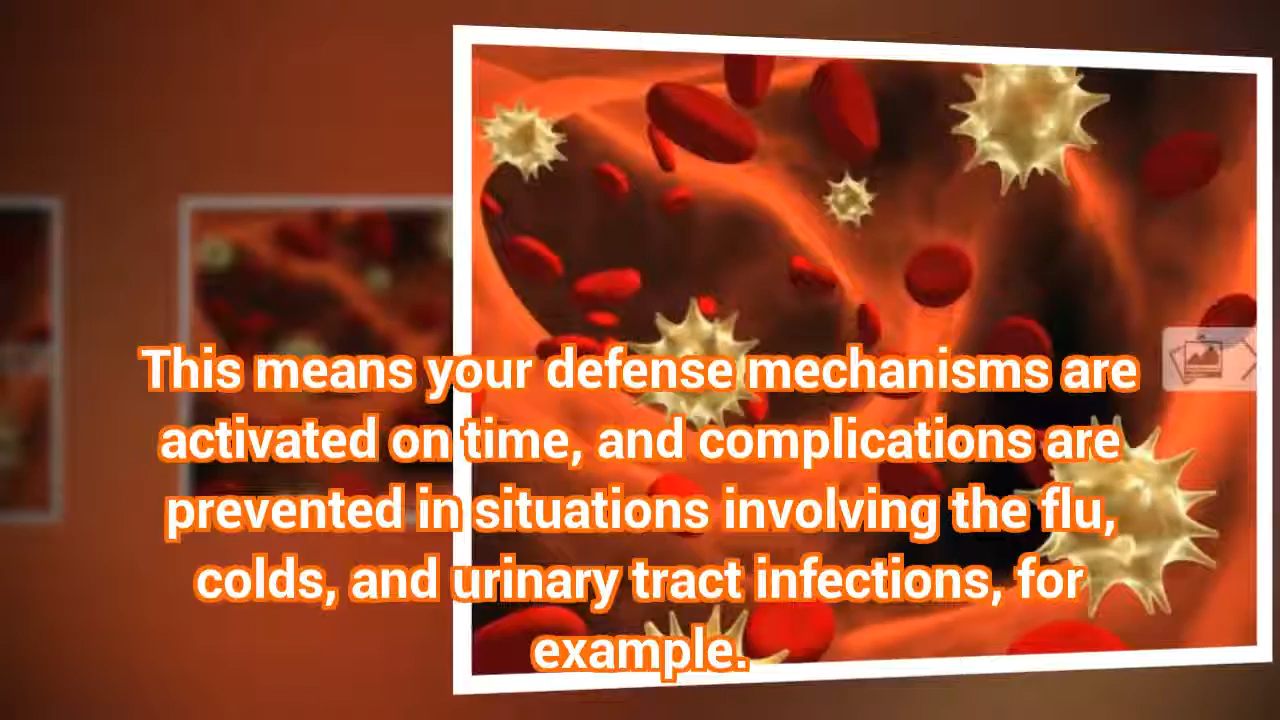 This means your defense mechanisms are
activated on time, and complications are
prevented in situations involving the flu,
colds, and urinary tract infections, for
example.